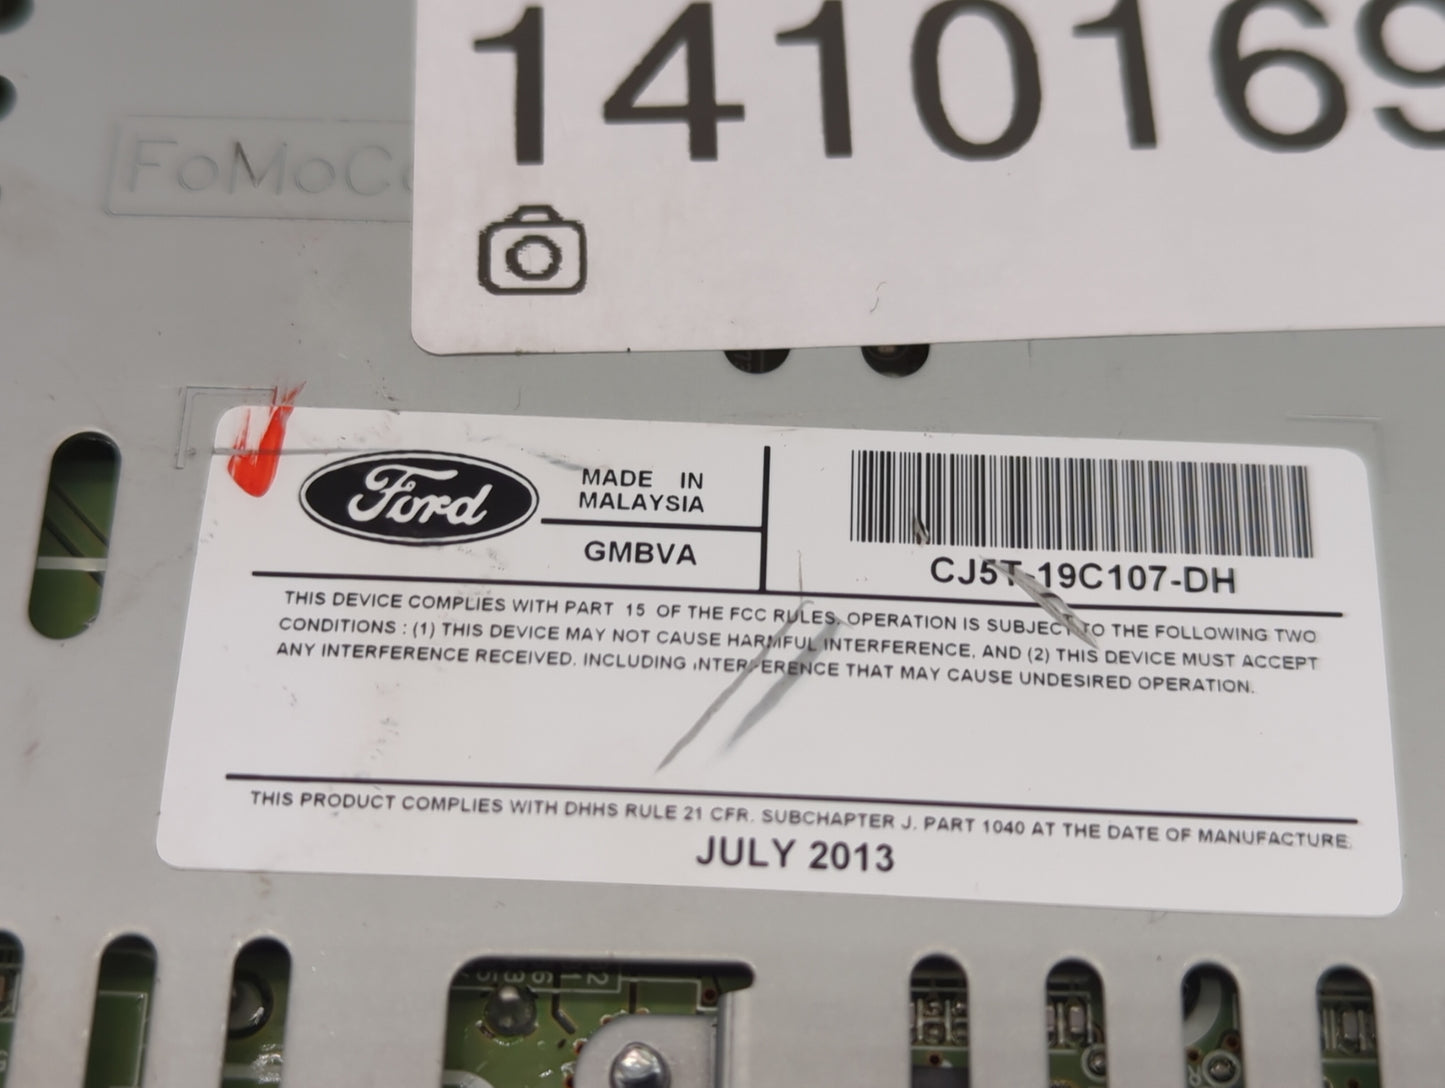 1410169
FoMoCo
Ford
MADE IN
MALAYSIA
GMBVA
CJ5T-19C107-DH
THIS DEVICE COMPLIES WITH PART 15 OF THE FCC RULES, OPERATION IS SUBJECT TO THE FOLLOWING TWO
CONDITIONS : (1) THIS DEVICE MAY NOT CAUSE HARMFUL INTERFERENCE, AND (2) THIS DEVICE MUST ACCEPT
ANY INTERFERENCE RECEIVED, INCLUDING INTERFERENCE THAT MAY CAUSE UNDESIRED OPERATION.
THIS PRODUCT COMPLIES WITH DHHS RULE 21 CFR, SUBCHAPTER J, PART 1040 AT THE DATE OF MANUFACTURE.
JULY 2013